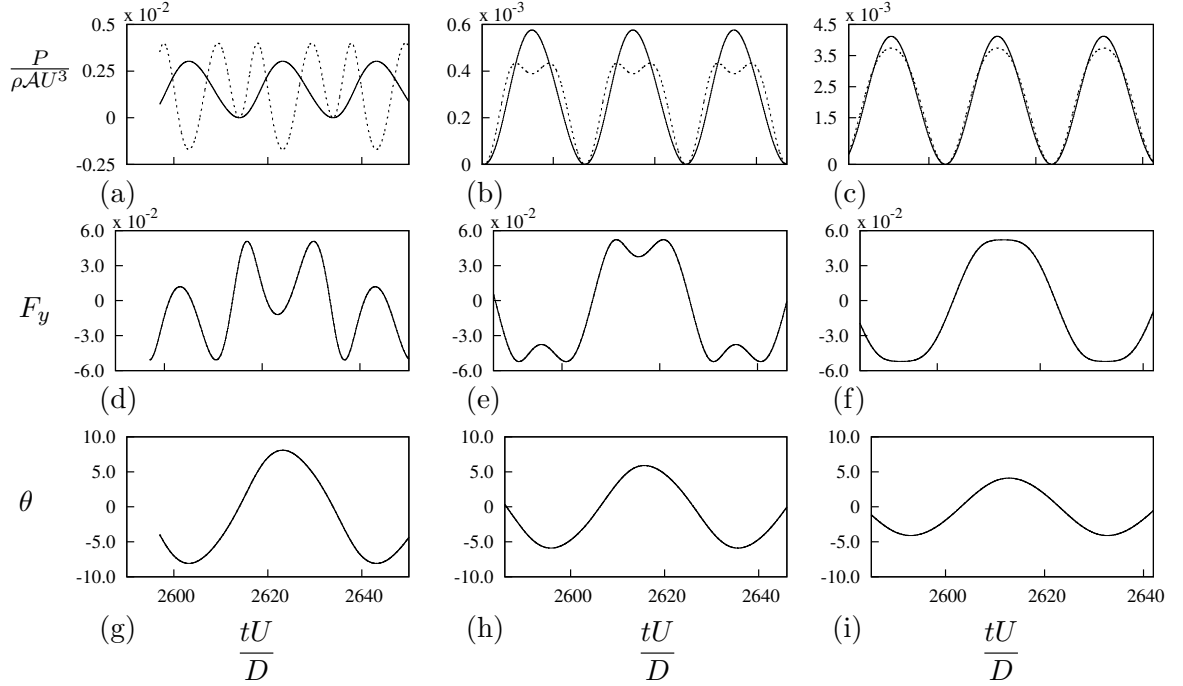 x 10⁻²
x 10⁻³
x 10⁻³
P
ρ𝒜U³
0.5
0.25
0
-0.25
0.6
0.4
0.2
0
4.5
3.5
1.5
0
(a)
(b)
(c)
x 10⁻²
x 10⁻²
x 10⁻²
F_y
6.0
3.0
0
-3.0
-6.0
6.0
3.0
0
-3.0
-6.0
6.0
3.0
0
-3.0
-6.0
(d)
(e)
(f)
θ
10.0
5.0
0
-5.0
-10.0
10.0
5.0
0
-5.0
-10.0
10.0
5.0
0
-5.0
-10.0
2600 2620 2640
2600 2620 2640
2600 2620 2640
(g)
(h)
(i)
tU
D
tU
D
tU
D